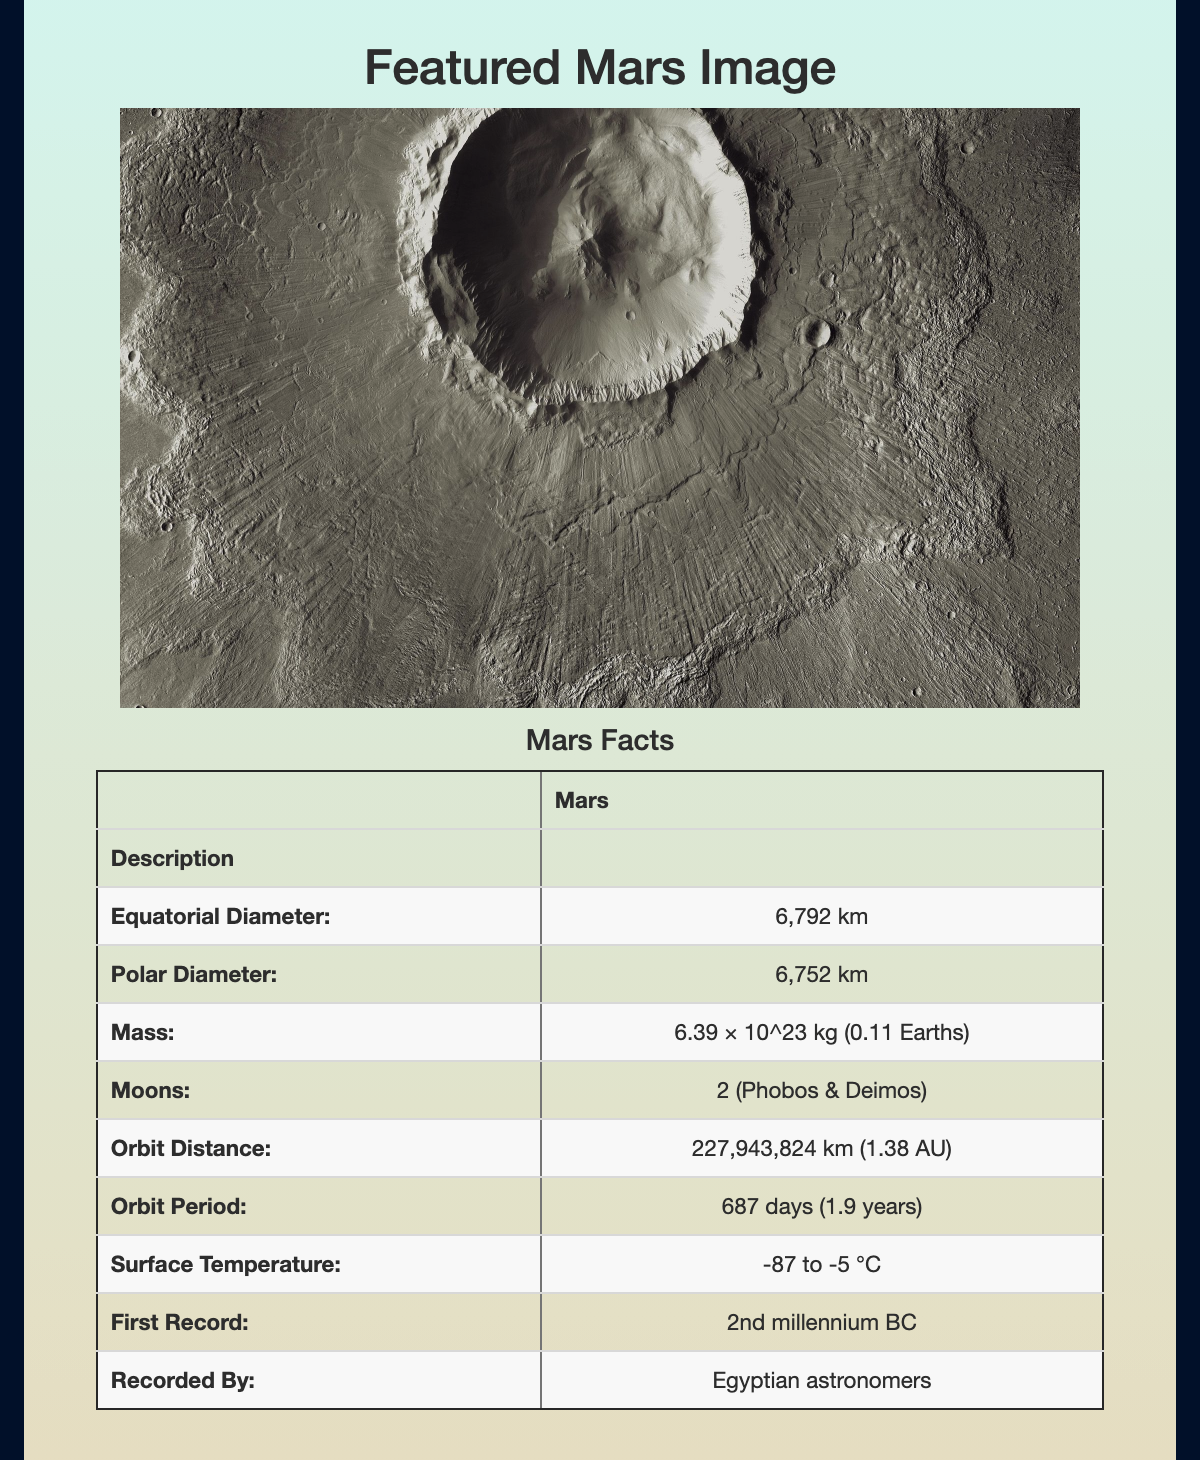 Featured Mars Image
Mars Facts
Mars
Description
Equatorial Diameter: 6,792 km
Polar Diameter: 6,752 km
Mass: 6.39 × 10^23 kg (0.11 Earths)
Moons: 2 (Phobos & Deimos)
Orbit Distance: 227,943,824 km (1.38 AU)
Orbit Period: 687 days (1.9 years)
Surface Temperature: -87 to -5 °C
First Record: 2nd millennium BC
Recorded By: Egyptian astronomers